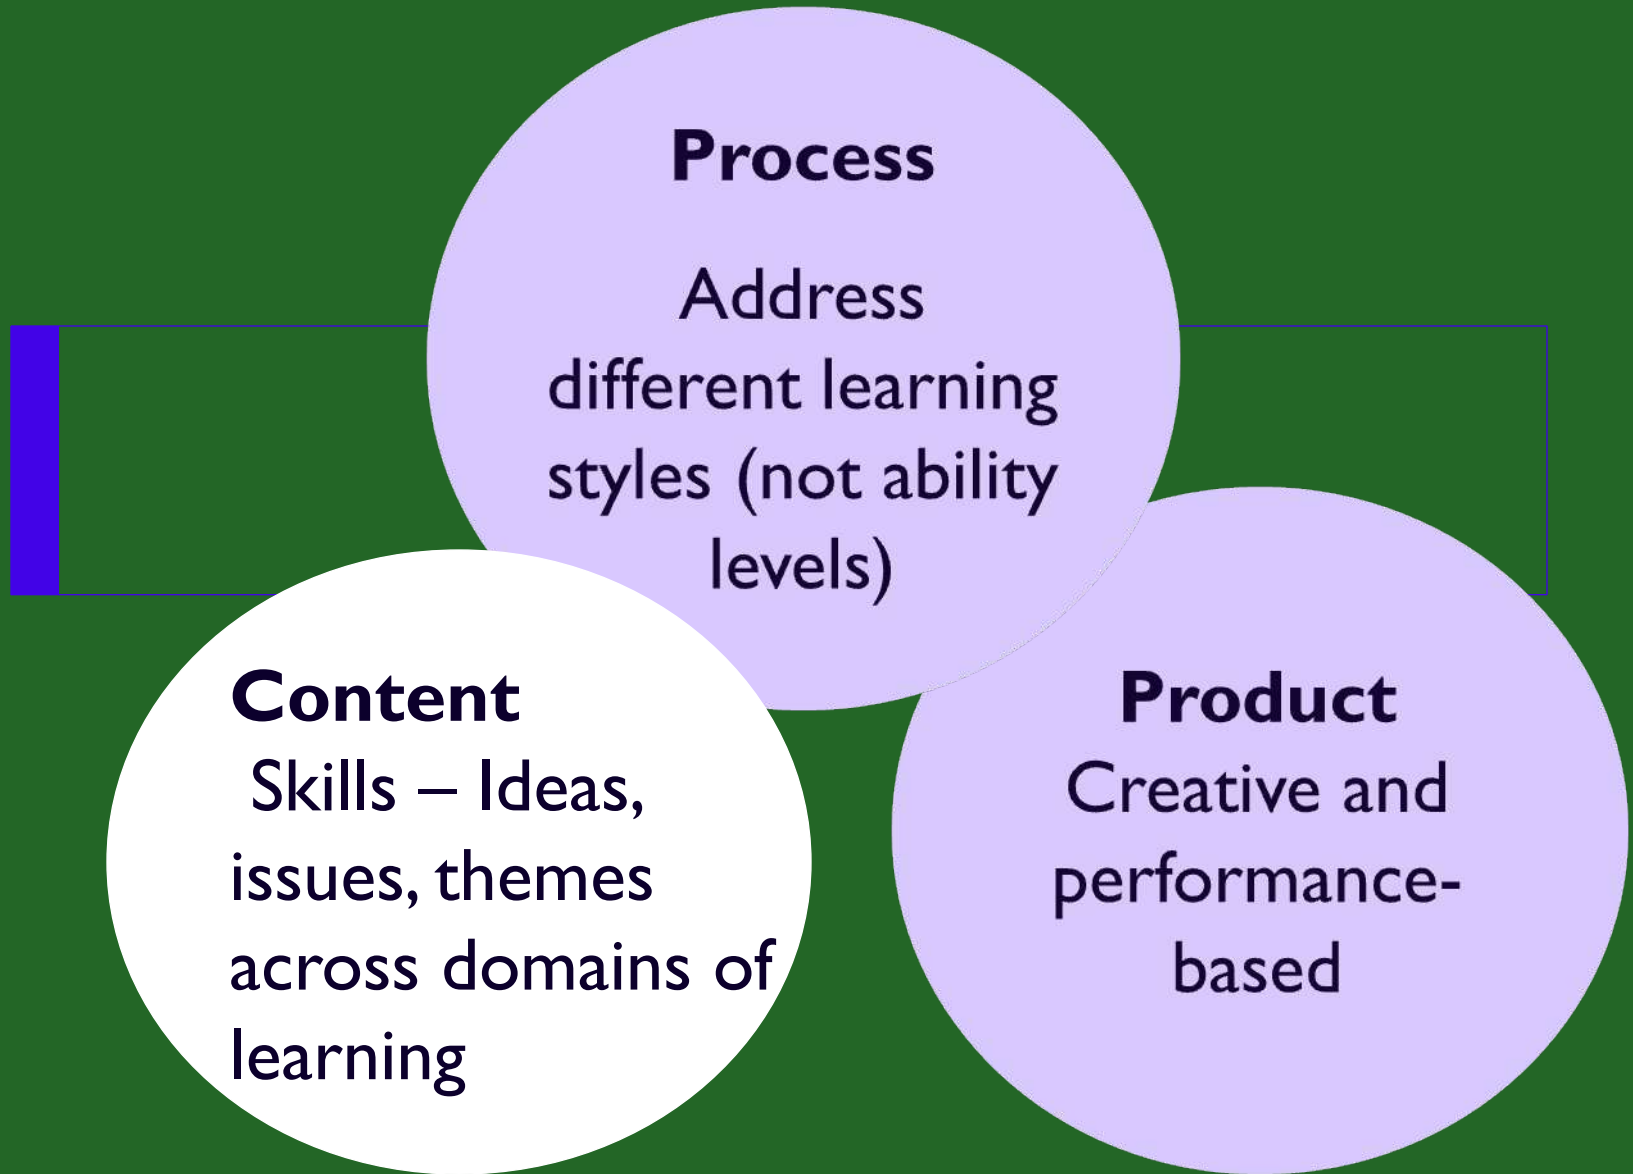 Process
Address
different learning
styles (not ability
levels)
Content
Skills – Ideas,
issues, themes
across domains of
learning
Product
Creative and
performance-
based